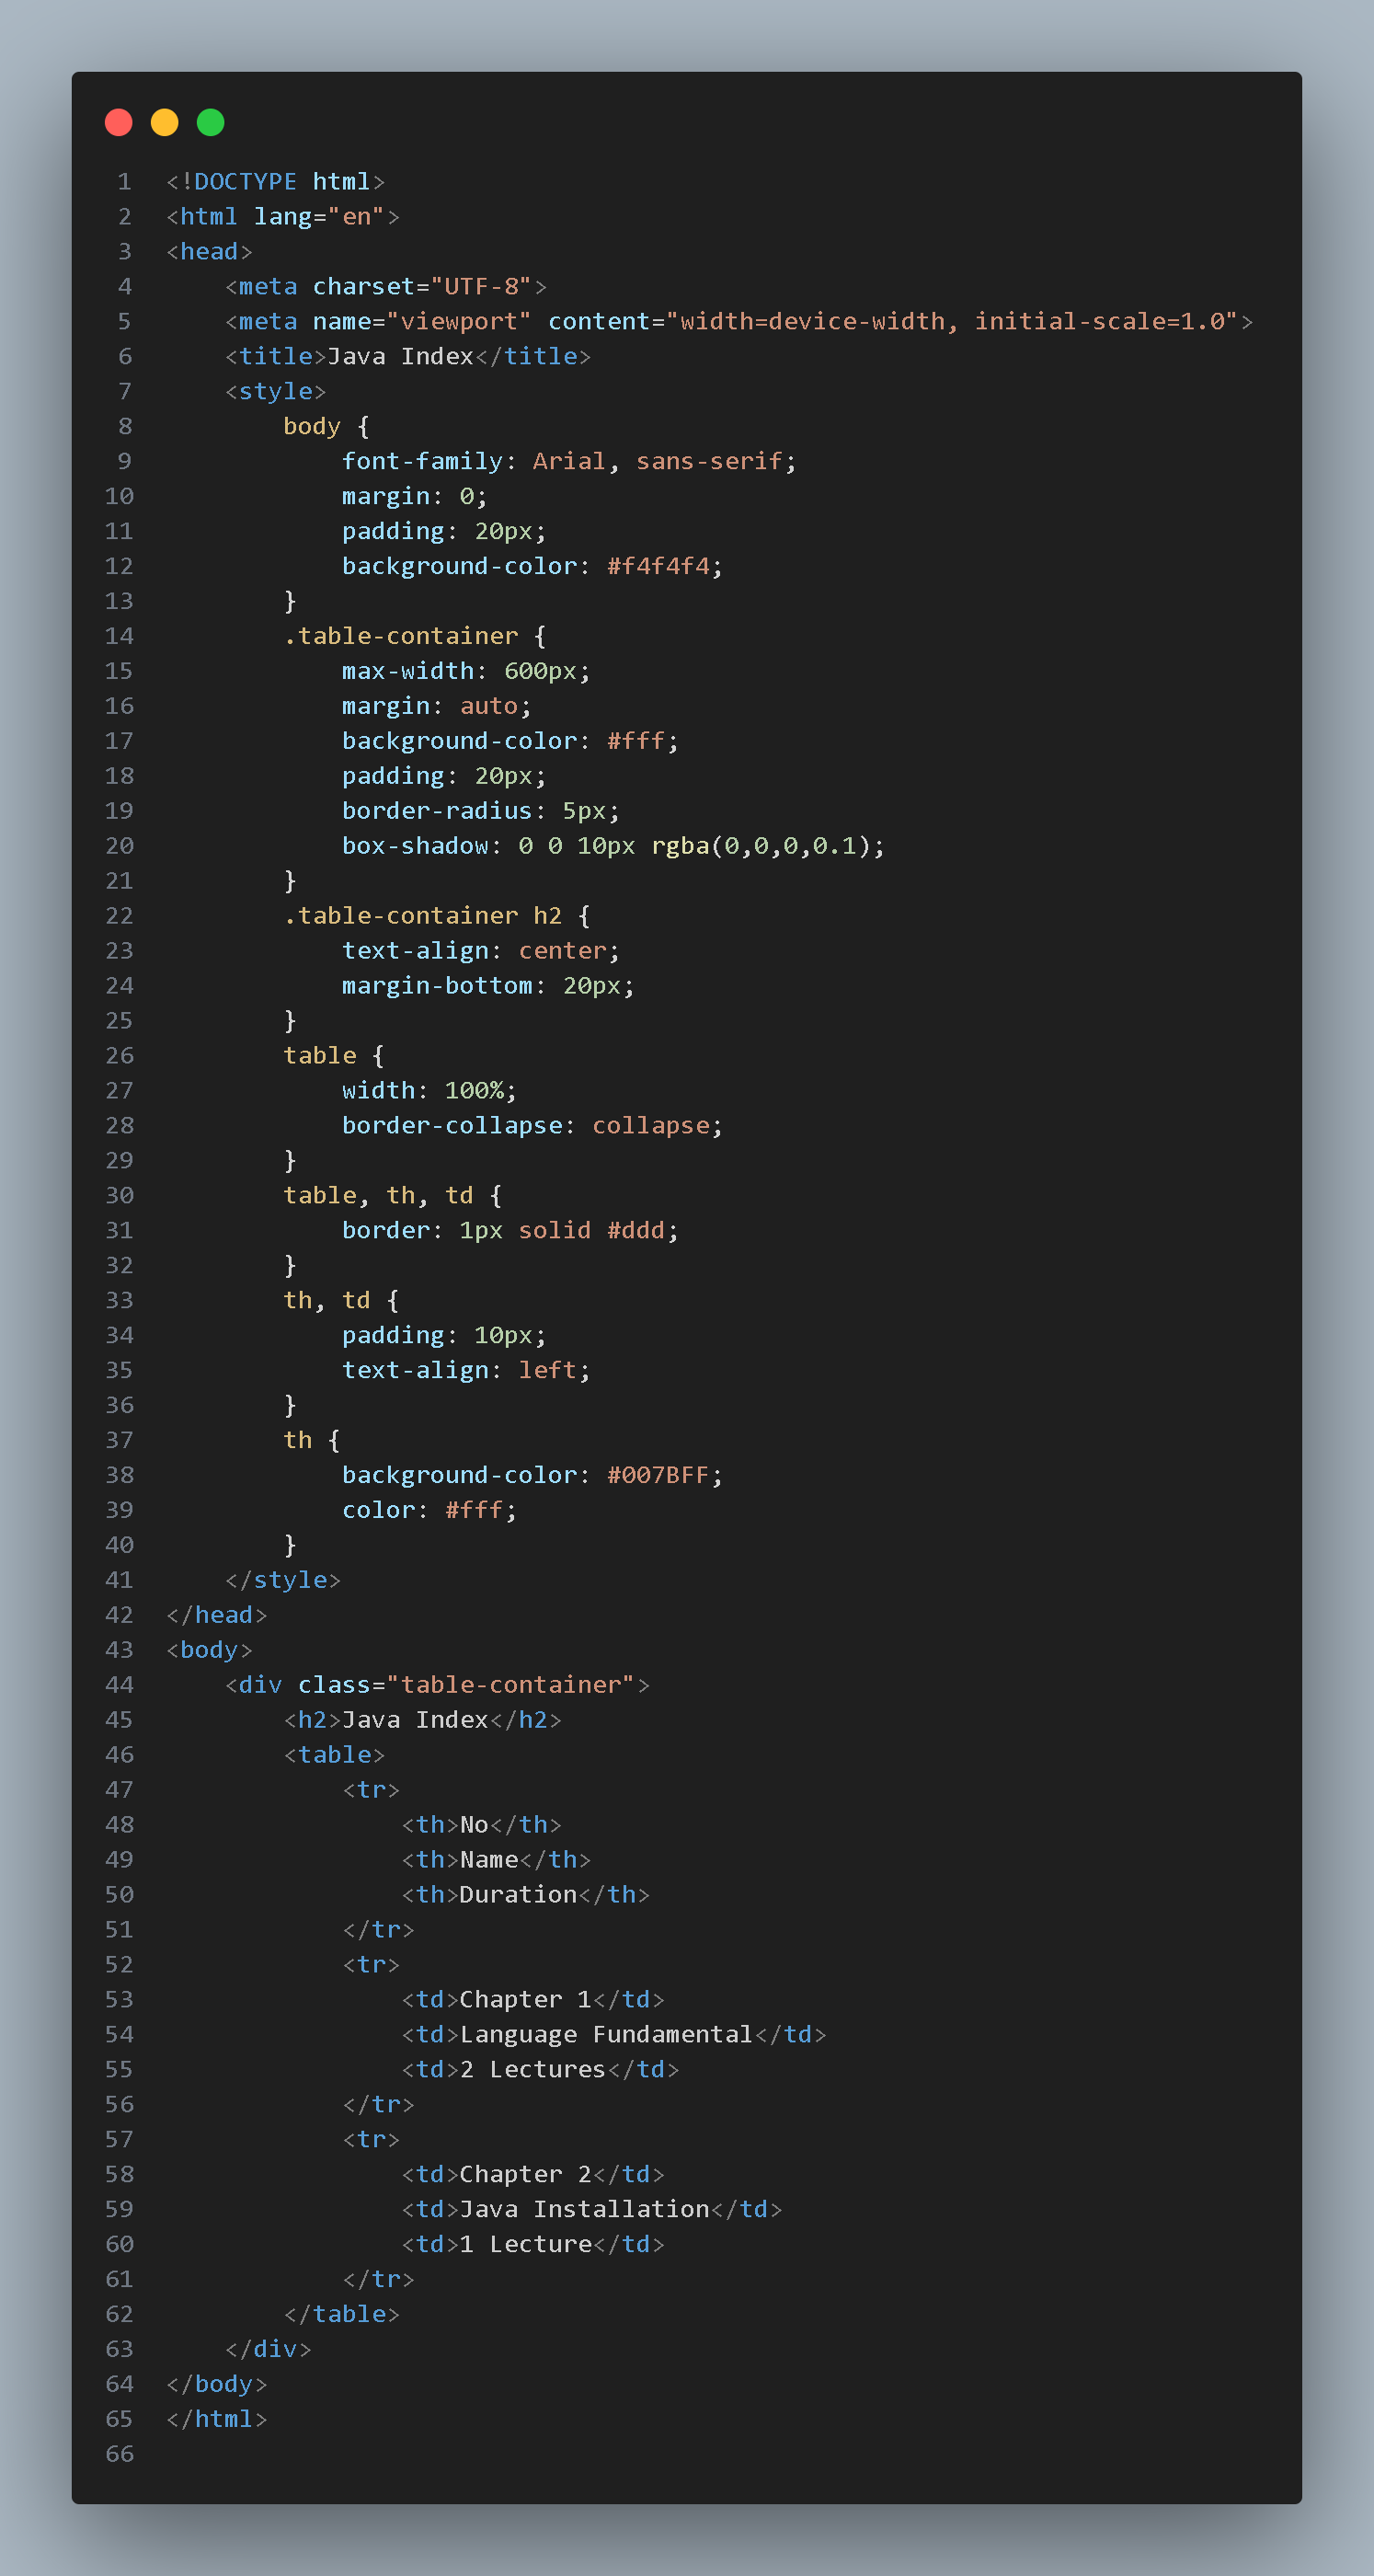 1 <!DOCTYPE html>
2 <html lang="en">
3 <head>
4     <meta charset="UTF-8">
5     <meta name="viewport" content="width=device-width, initial-scale=1.0">
6     <title>Java Index</title>
7     <style>
8         body {
9             font-family: Arial, sans-serif;
10             margin: 0;
11             padding: 20px;
12             background-color: #f4f4f4;
13         }
14         .table-container {
15             max-width: 600px;
16             margin: auto;
17             background-color: #fff;
18             padding: 20px;
19             border-radius: 5px;
20             box-shadow: 0 0 10px rgba(0,0,0,0.1);
21         }
22         .table-container h2 {
23             text-align: center;
24             margin-bottom: 20px;
25         }
26         table {
27             width: 100%;
28             border-collapse: collapse;
29         }
30         table, th, td {
31             border: 1px solid #ddd;
32         }
33         th, td {
34             padding: 10px;
35             text-align: left;
36         }
37         th {
38             background-color: #007BFF;
39             color: #fff;
40         }
41     </style>
42 </head>
43 <body>
44     <div class="table-container">
45         <h2>Java Index</h2>
46         <table>
47             <tr>
48                 <th>No</th>
49                 <th>Name</th>
50                 <th>Duration</th>
51             </tr>
52             <tr>
53                 <td>Chapter 1</td>
54                 <td>Language Fundamental</td>
55                 <td>2 Lectures</td>
56             </tr>
57             <tr>
58                 <td>Chapter 2</td>
59                 <td>Java Installation</td>
60                 <td>1 Lecture</td>
61             </tr>
62         </table>
63     </div>
64 </body>
65 </html>
66